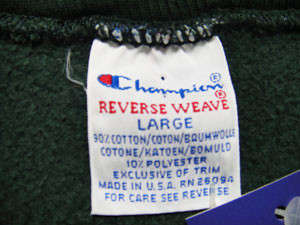 Champion ®
REVERSE WEAVE ®
LARGE
90% COTTON/COTON/BAUMWOLLE
COTONE/KATOEN/BOMULD
10% POLYESTER
EXCLUSIVE OF TRIM
MADE IN U.S.A. RN 26094
FOR CARE SEE REVERSE